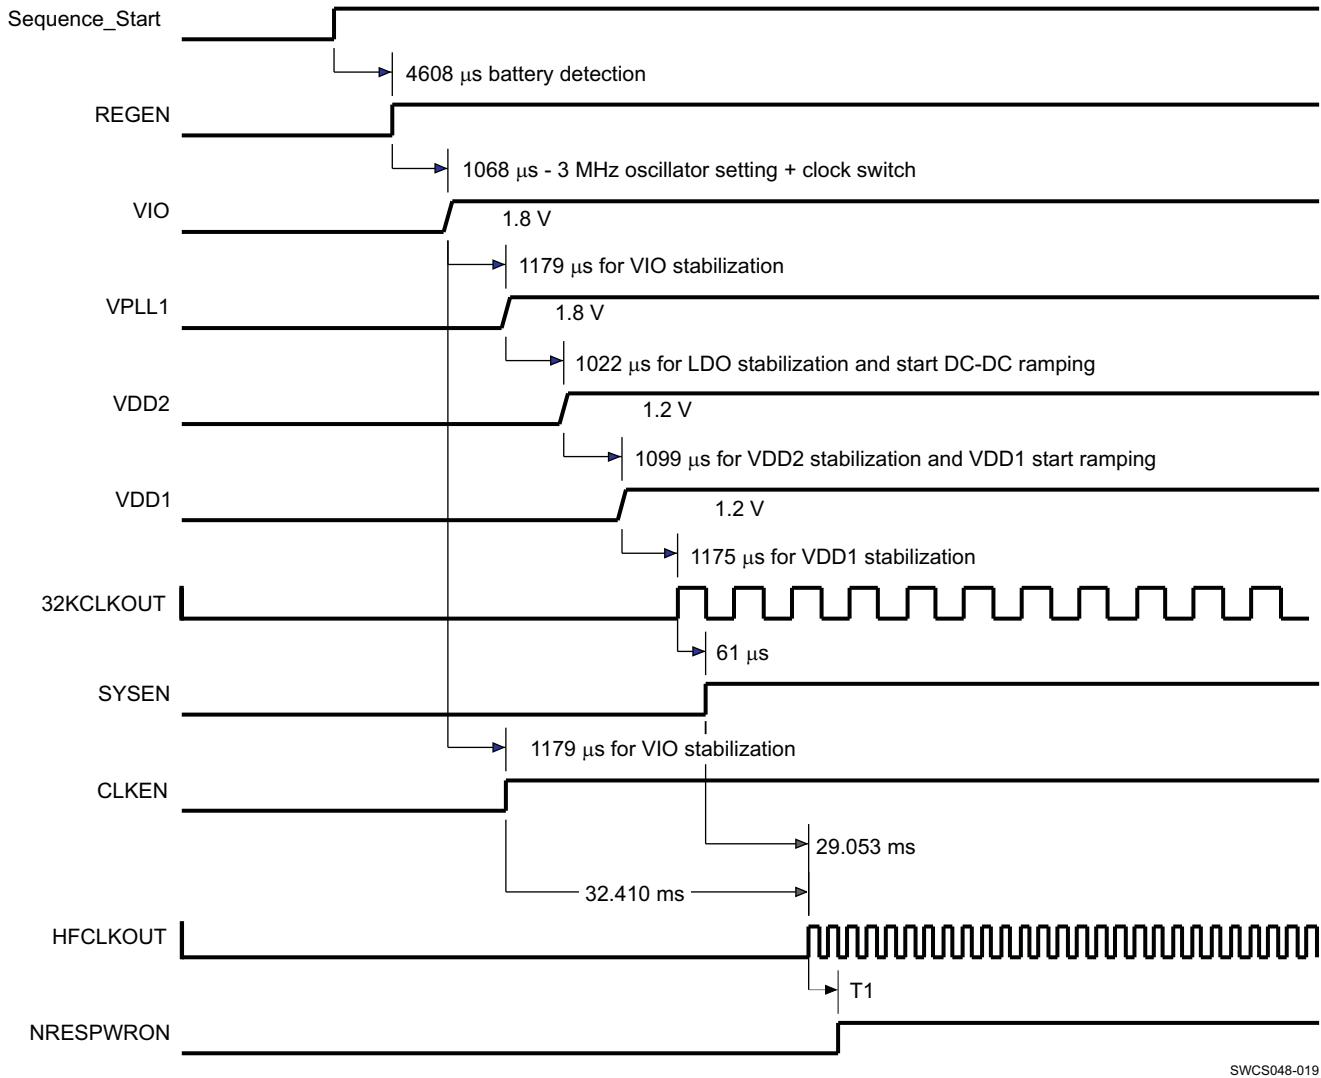 Sequence_Start
4608 μs battery detection
REGEN
1068 μs - 3 MHz oscillator setting + clock switch
VIO
1.8 V
1179 μs for VIO stabilization
VPLL1
1.8 V
1022 μs for LDO stabilization and start DC-DC ramping
VDD2
1.2 V
1099 μs for VDD2 stabilization and VDD1 start ramping
VDD1
1.2 V
1175 μs for VDD1 stabilization
32KCLKOUT
61 μs
SYSEN
1179 μs for VIO stabilization
CLKEN
29.053 ms
32.410 ms
HFCLKOUT
T1
NRESPWRON
SWCS048-019